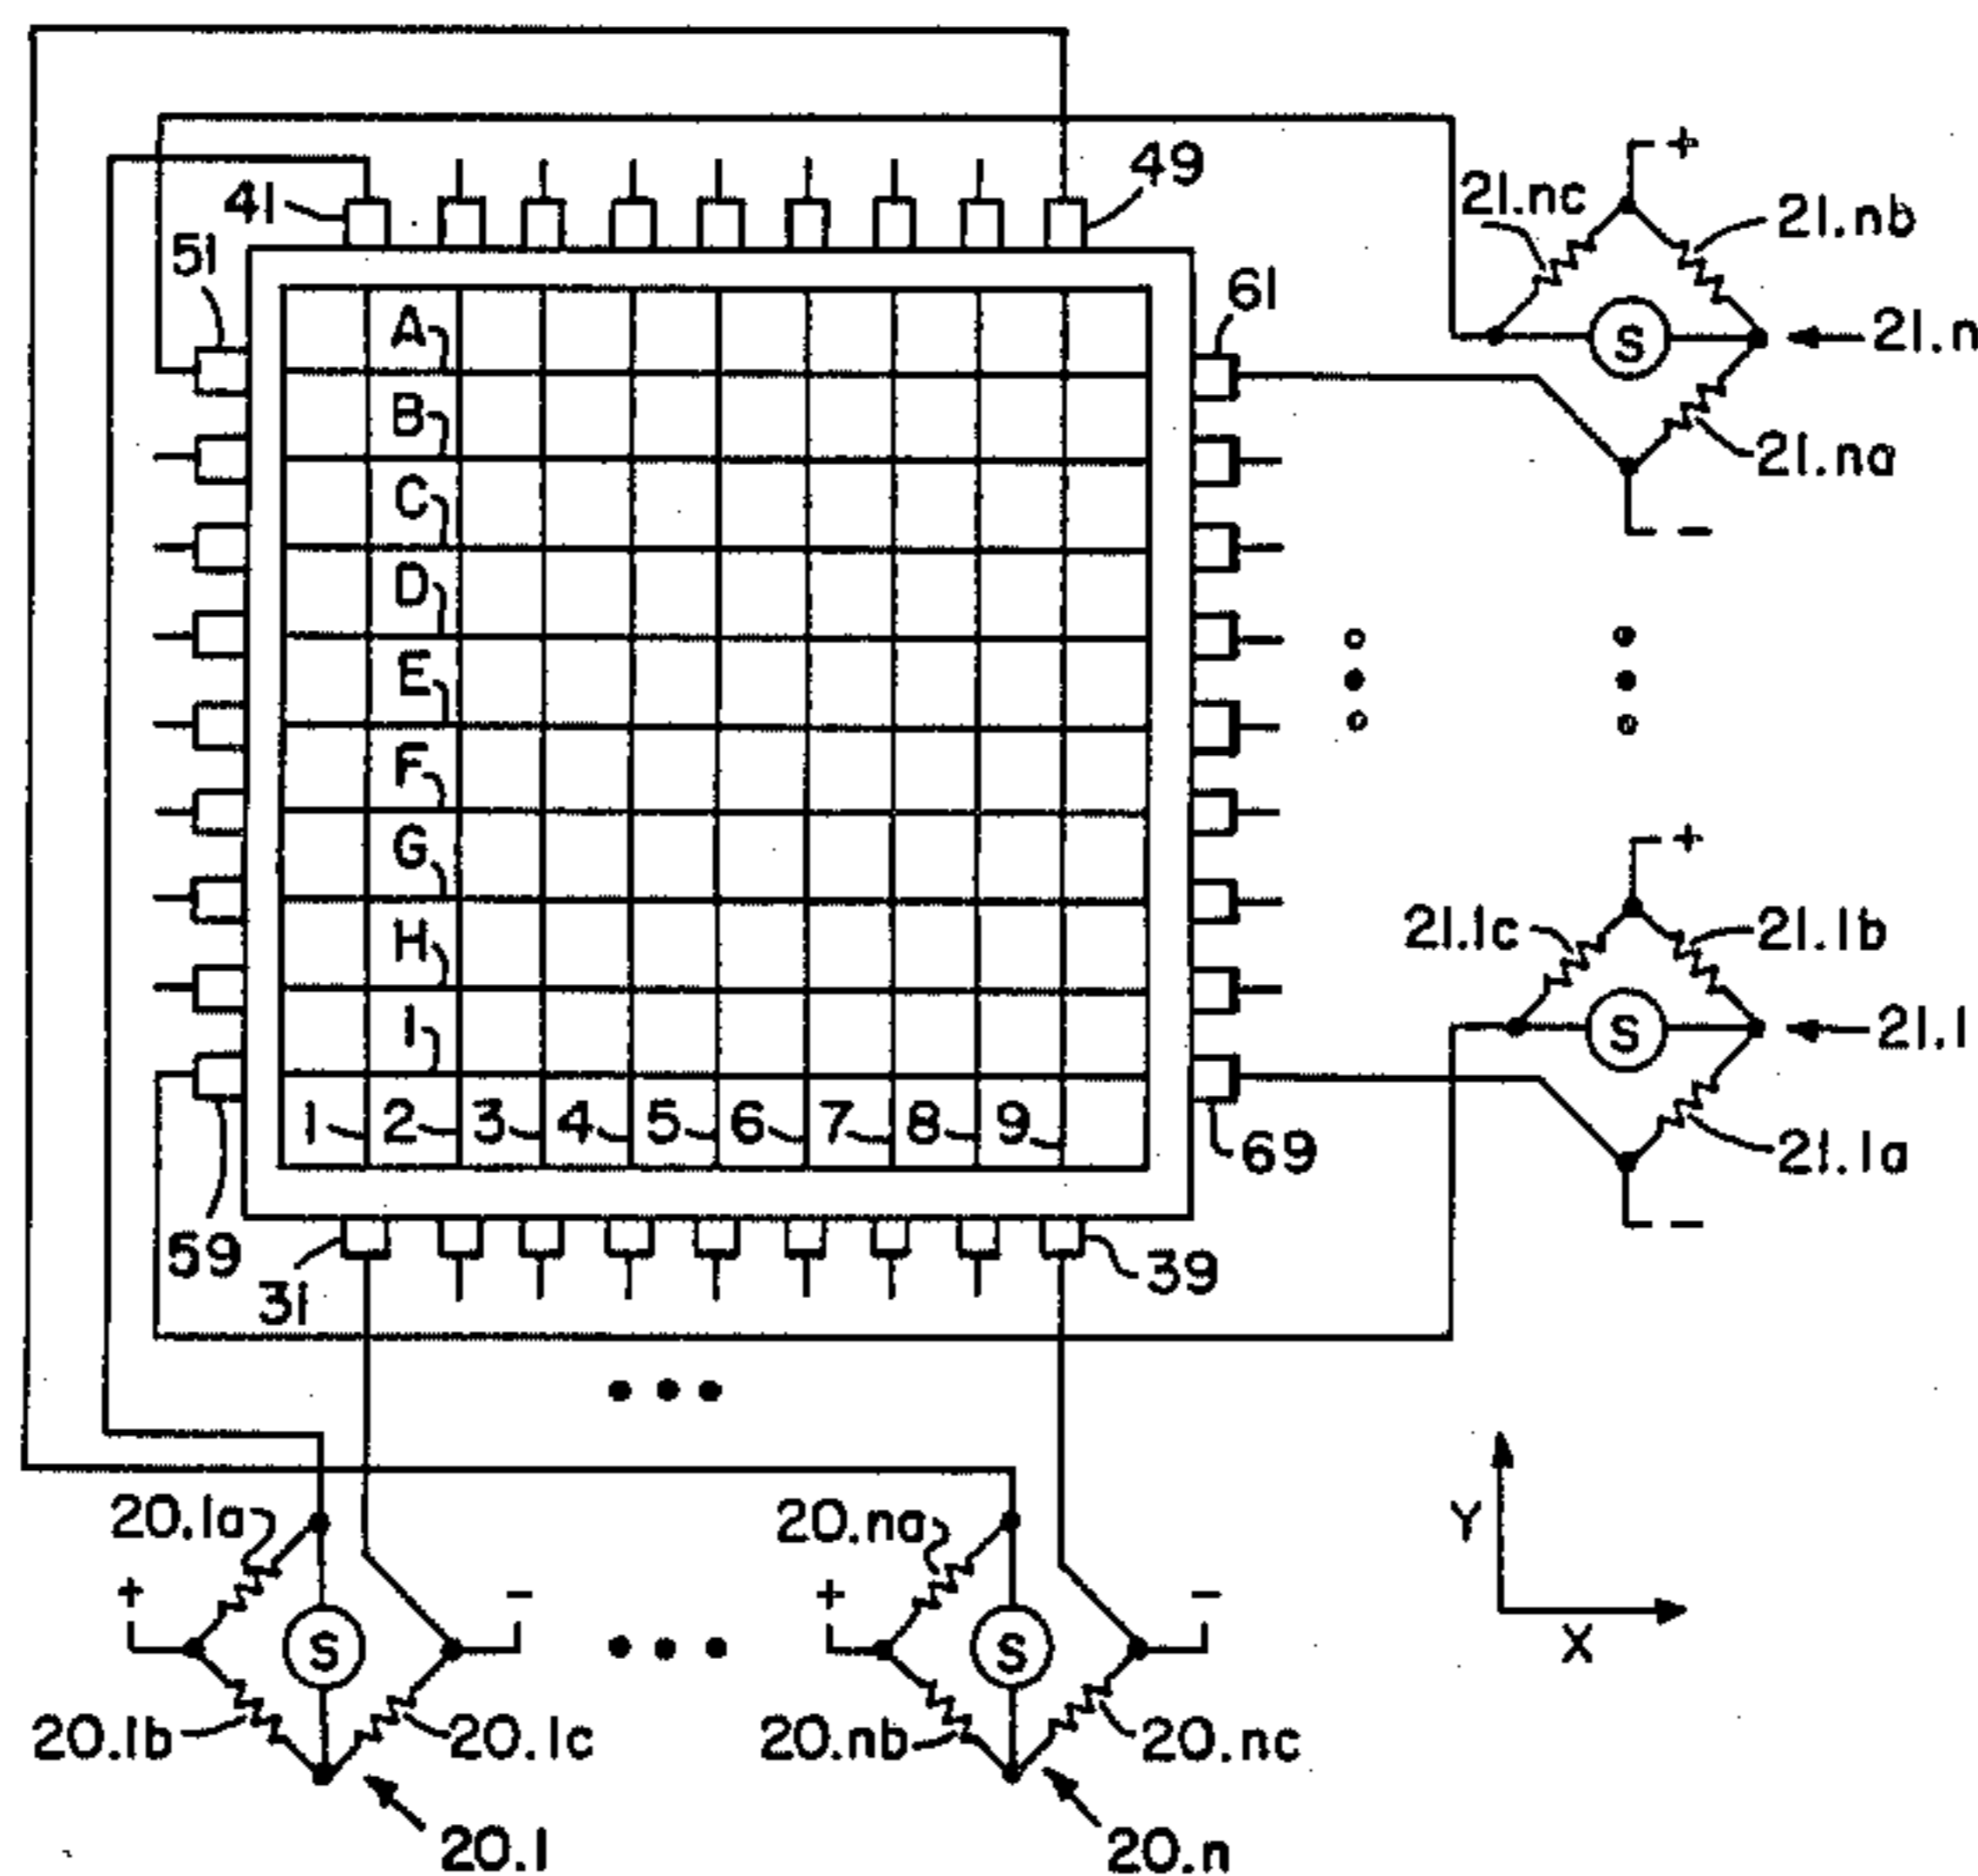 41
49
51
61
21.nc
+
21.nb
S
21.n
21.na
-
A
B
C
D
E
F
G
H
I
1 2 3 4 5 6 7 8 9
59
69
31
39
+
21.1c
21.1b
S
21.1
21.1a
-
20.1a
+
-
S
20.1b
20.1c
20.1
20.na
+
-
S
20.nb
20.nc
20.n
Y
X